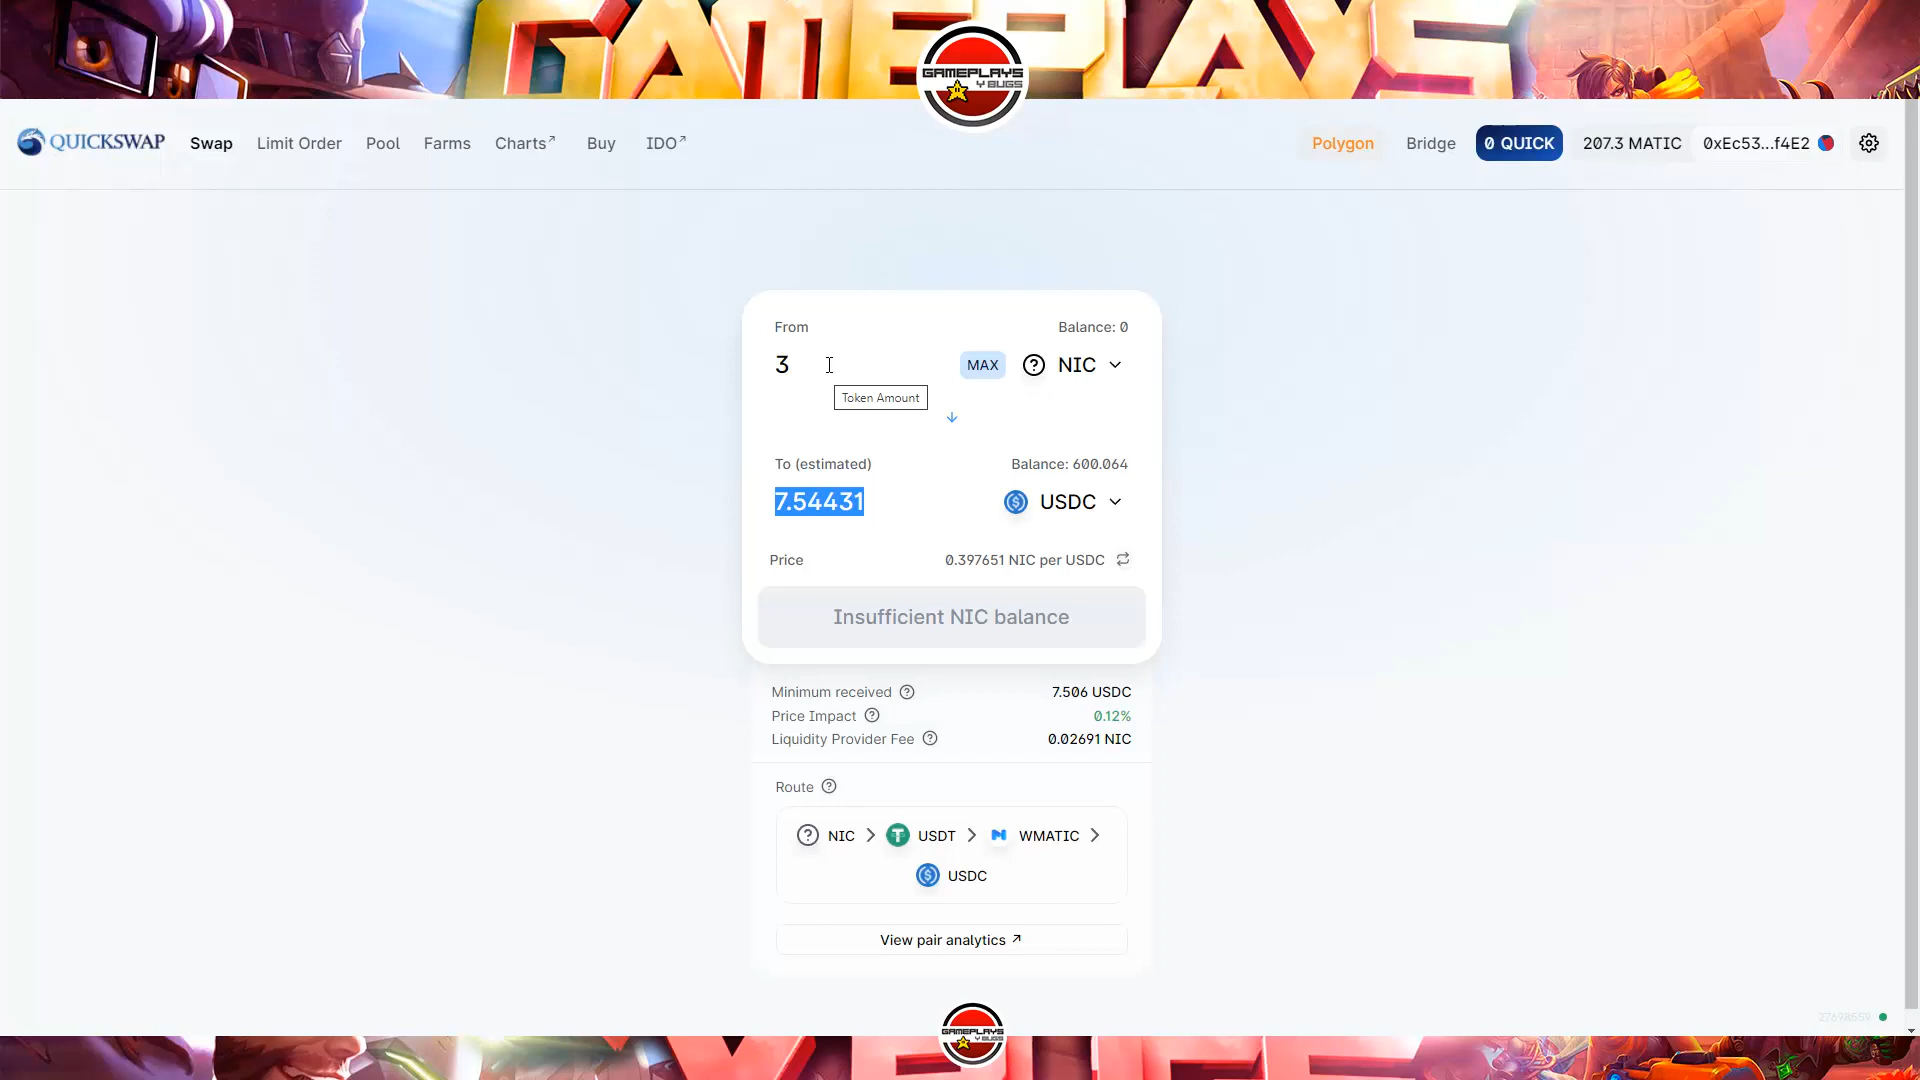 GAMEPLAYS
GAMEPLAYS
Y BUGS
QUICKSWAP
Swap
Limit Order
Pool
Farms
Charts↗
Buy
IDO↗
Polygon
Bridge
0 QUICK
207.3 MATIC
0xEc53...f4E2
From
Balance: 0
3
MAX
NIC
Token Amount
To (estimated)
Balance: 600.064
7.54431
USDC
Price
0.397651 NIC per USDC
Insufficient NIC balance
Minimum received
7.506 USDC
Price Impact
0.12%
Liquidity Provider Fee
0.02691 NIC
Route
NIC > USDT > WMATIC >
USDC
View pair analytics ↗
27698559
GAMEPLAYS
Y BUGS